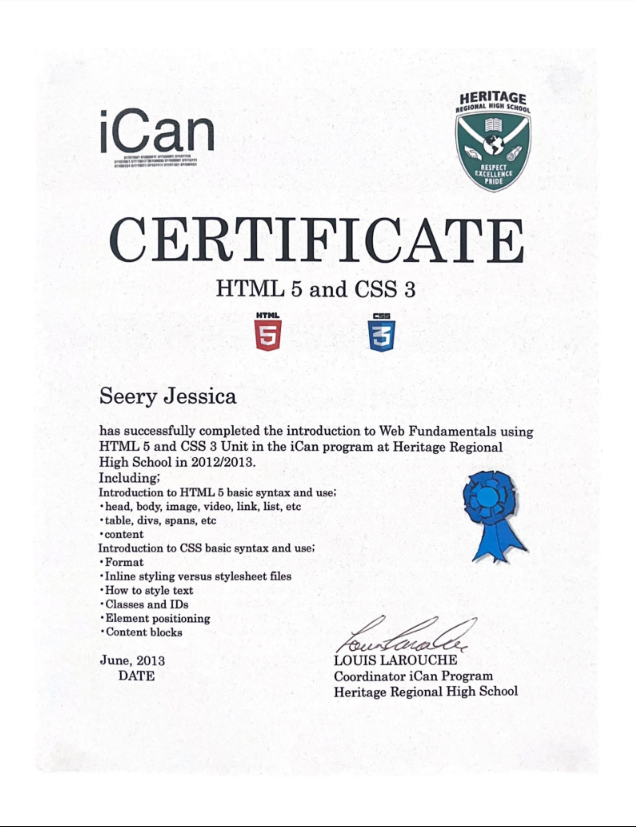 iCan
HERITAGE
REGIONAL HIGH SCHOOL
RESPECT
EXCELLENCE
PRIDE
CERTIFICATE
HTML 5 and CSS 3
HTML
5
CSS
3
Seery Jessica
has successfully completed the introduction to Web Fundamentals using
HTML 5 and CSS 3 Unit in the iCan program at Heritage Regional
High School in 2012/2013.
Including;
Introduction to HTML 5 basic syntax and use;
•head, body, image, video, link, list, etc
•table, divs, spans, etc
•content
Introduction to CSS basic syntax and use;
•Format
•Inline styling versus stylesheet files
•How to style text
•Classes and IDs
•Element positioning
•Content blocks
June, 2013
DATE
Louis Larouche
LOUIS LAROUCHE
Coordinator iCan Program
Heritage Regional High School